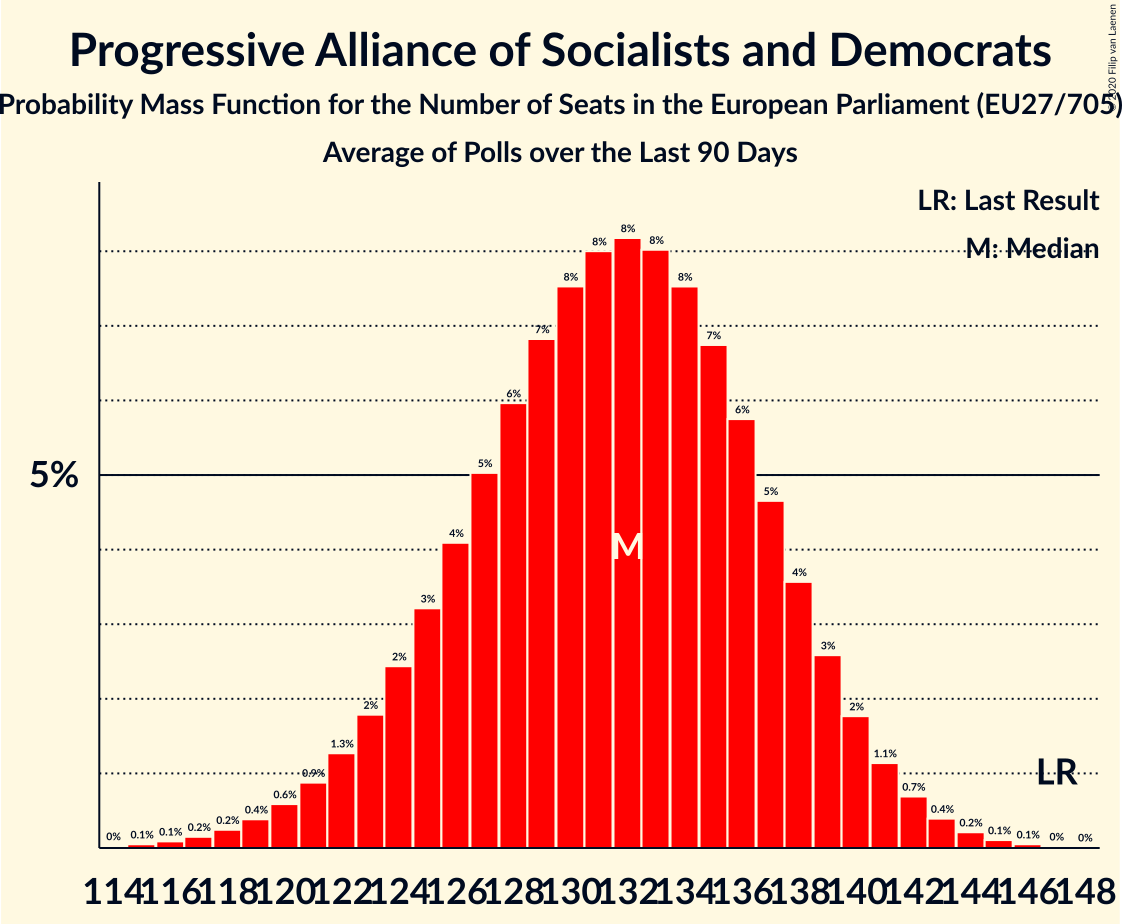 Progressive Alliance of Socialists and Democrats
Probability Mass Function for the Number of Seats in the European Parliament (EU27/705)
Average of Polls over the Last 90 Days
© 2020 Filip van Laenen
LR: Last Result
M: Median
5%
0% 0.1% 0.1% 0.2% 0.2% 0.4% 0.6% 0.9% 1.3% 2% 2% 3% 4% 5% 6% 7% 8% 8% 8% 8% 8% 7% 6% 5% 4% 3% 2% 1.1% 0.7% 0.4% 0.2% 0.1% 0.1% 0% 0%
M
LR
114 116 118 120 122 124 126 128 130 132 134 136 138 140 142 144 146 148